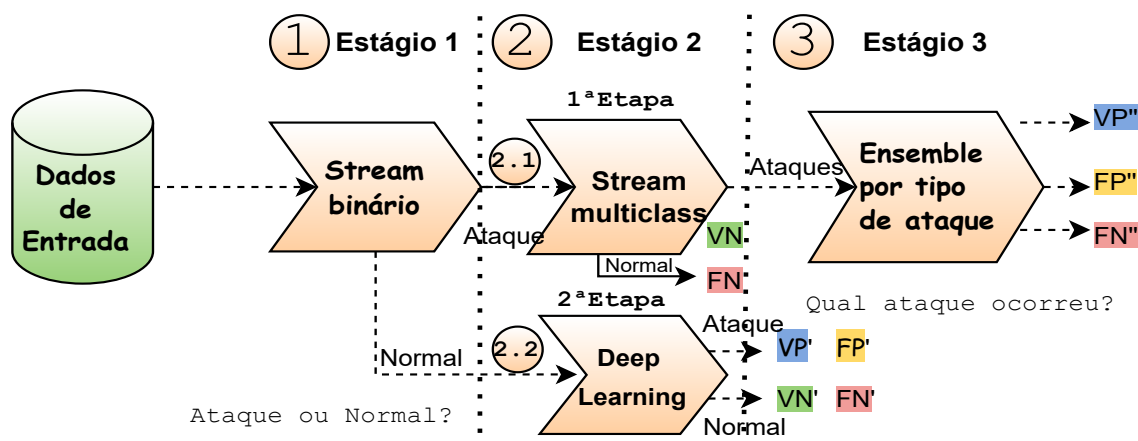 1 Estágio 1
2 Estágio 2
3 Estágio 3
Dados
de
Entrada
Stream
binário
Ataque ou Normal?
1ªEtapa
2.1
Ataque
Stream
multiclass
VN
Normal
FN
2ªEtapa
Normal
2.2
Deep
Learning
Ataque
VP' FP'
VN' FN'
Normal
Ataques
Ensemble
por tipo
de ataque
VP"
FP"
FN"
Qual ataque ocorreu?